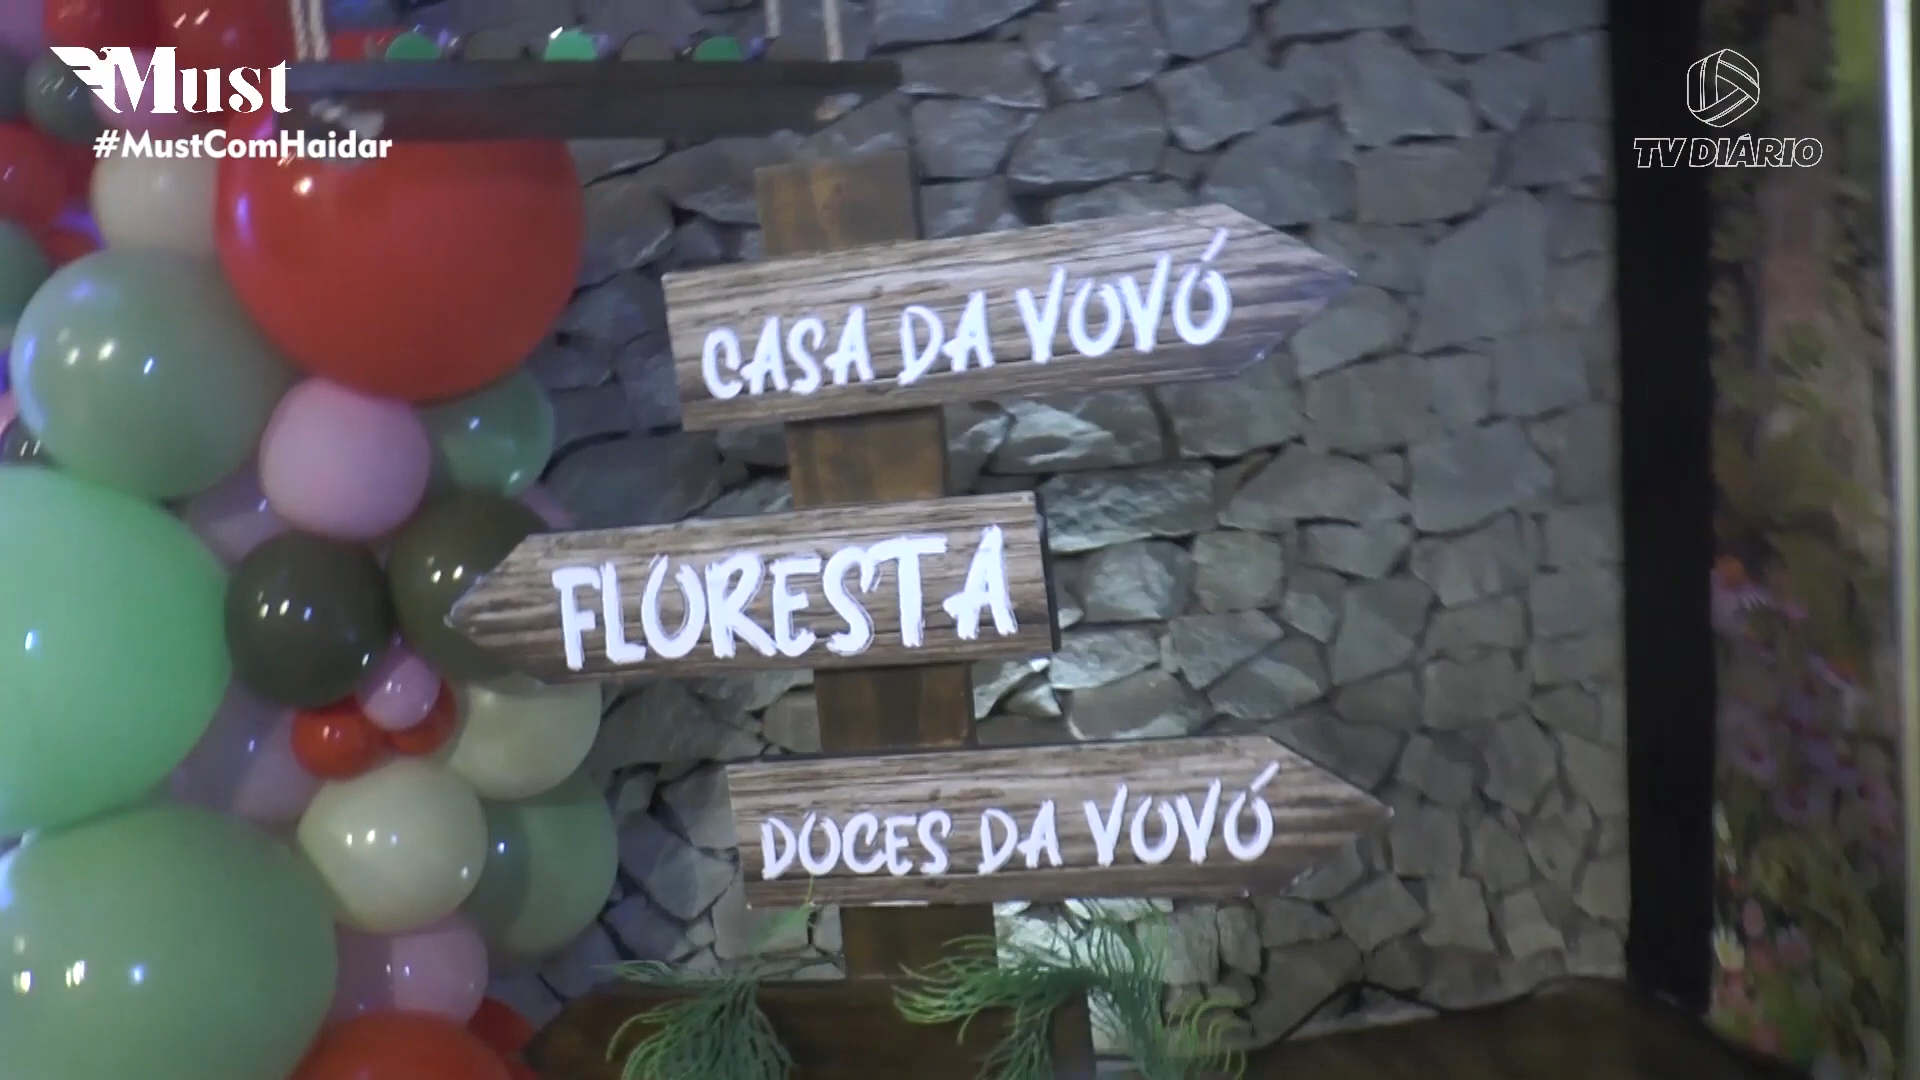 Must
#MustComHaidar
TV DIÁRIO
CASA DA VOVÓ
FLORESTA
DOCES DA VOVÓ